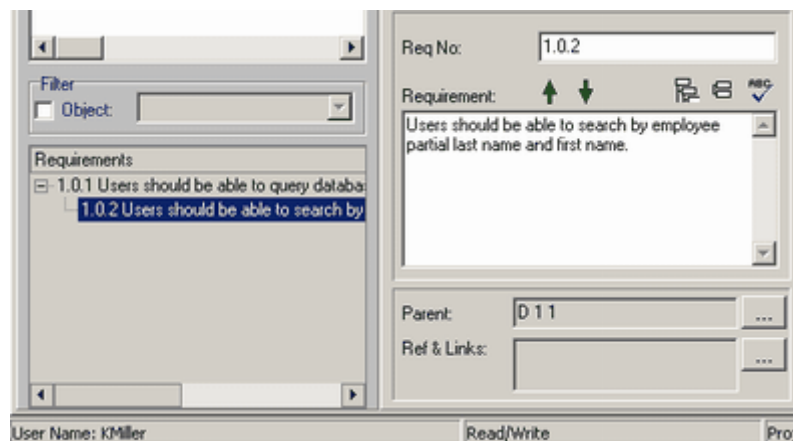 Filter
Object:
Requirements
1.0.1 Users should be able to query databa
1.0.2 Users should be able to search by
Req No: 1.0.2
Requirement: ABC
Users should be able to search by employee
partial last name and first name.
Parent: D 1 1 ...
Ref & Links: ...
User Name: KMiller Read/Write Pro